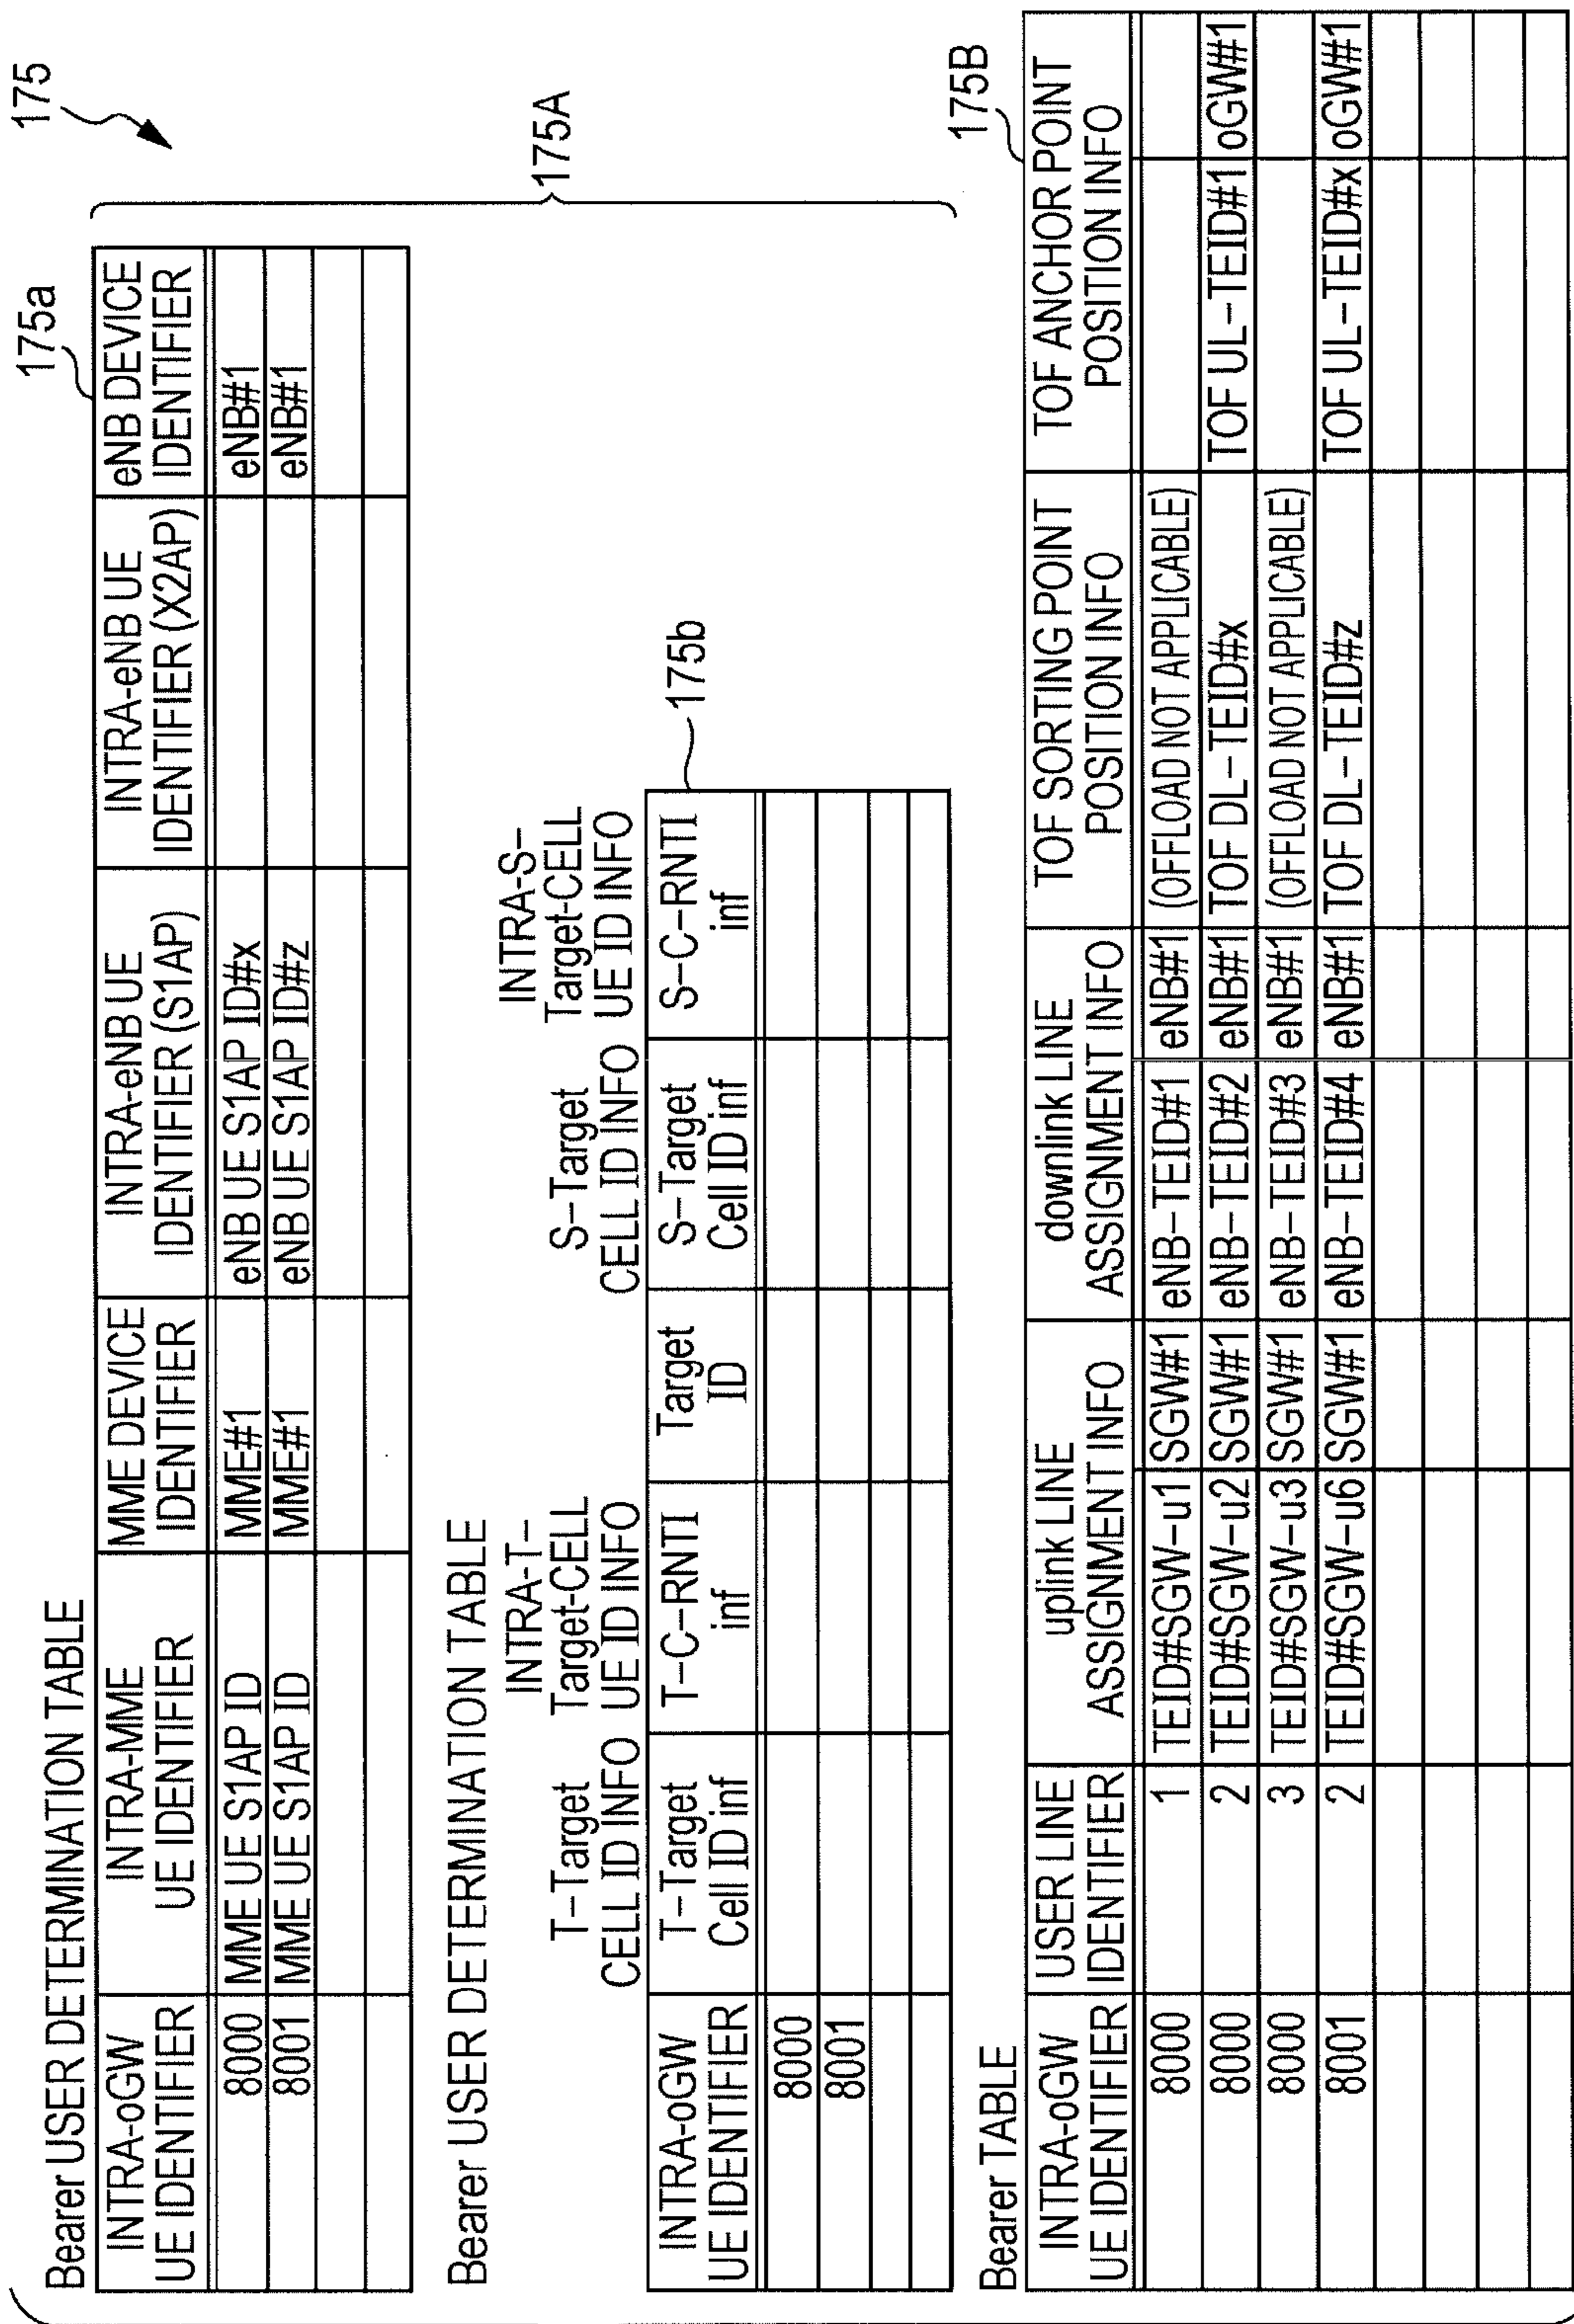 175
Bearer USER DETERMINATION TABLE
175a
INTRA-oGW UE IDENTIFIER | INTRA-MME UE IDENTIFIER | MME DEVICE IDENTIFIER | INTRA-eNB UE IDENTIFIER (S1AP) | INTRA-eNB UE IDENTIFIER (X2AP) | eNB DEVICE IDENTIFIER
8000 | MME UE S1AP ID | MME#1 | eNB UE S1AP ID#x | | eNB#1
8001 | MME UE S1AP ID | MME#1 | eNB UE S1AP ID#z | | eNB#1
175A
Bearer USER DETERMINATION TABLE
T-Target CELL ID INFO
INTRA-T-Target-CELL UE ID INFO
S-Target CELL ID INFO
INTRA-S-Target-CELL UE ID INFO
175b
INTRA-oGW UE IDENTIFIER | T-Target Cell ID inf | T-C-RNTI inf | Target ID | S-Target Cell ID inf | S-C-RNTI inf
8000
8001
Bearer TABLE
175B
INTRA-oGW UE IDENTIFIER | USER LINE IDENTIFIER | uplink LINE ASSIGNMENT INFO | downlink LINE ASSIGNMENT INFO | TOF SORTING POINT POSITION INFO | TOF ANCHOR POINT POSITION INFO
8000 | 1 | TEID#SGW-u1 | SGW#1 | eNB-TEID#1 | eNB#1 | (OFFLOAD NOT APPLICABLE)
8000 | 2 | TEID#SGW-u2 | SGW#1 | eNB-TEID#2 | eNB#1 | TOF DL-TEID#x | TOF UL-TEID#1 | oGW#1
8000 | 3 | TEID#SGW-u3 | SGW#1 | eNB-TEID#3 | eNB#1 | (OFFLOAD NOT APPLICABLE)
8001 | 2 | TEID#SGW-u6 | SGW#1 | eNB-TEID#4 | eNB#1 | TOF DL-TEID#z | TOF UL-TEID#x | oGW#1